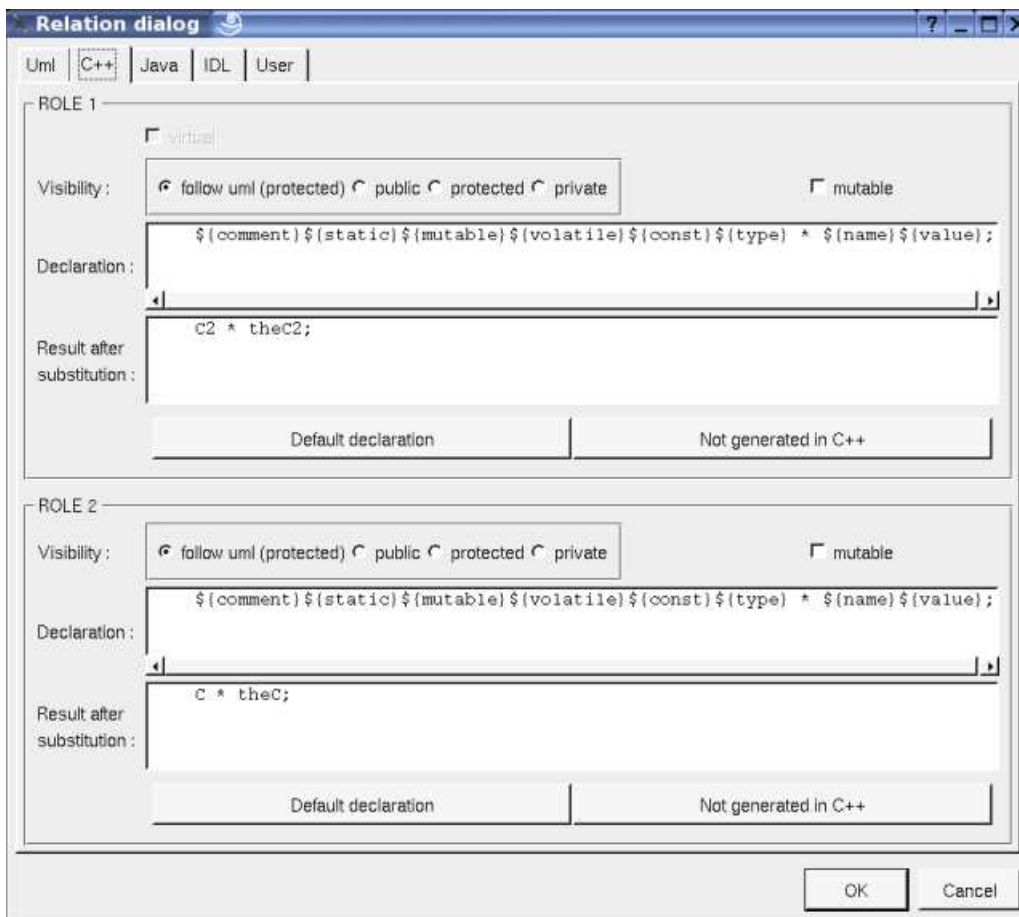 Relation dialog
Uml C++ Java IDL User
ROLE 1
virtual
Visibility : follow uml (protected) public protected private mutable
${comment}${static}${mutable}${volatile}${const}${type} * ${name}${value};
Declaration :
C2 * theC2;
Result after
substitution :
Default declaration Not generated in C++
ROLE 2
Visibility : follow uml (protected) public protected private mutable
${comment}${static}${mutable}${volatile}${const}${type} * ${name}${value};
Declaration :
C * theC;
Result after
substitution :
Default declaration Not generated in C++
OK Cancel